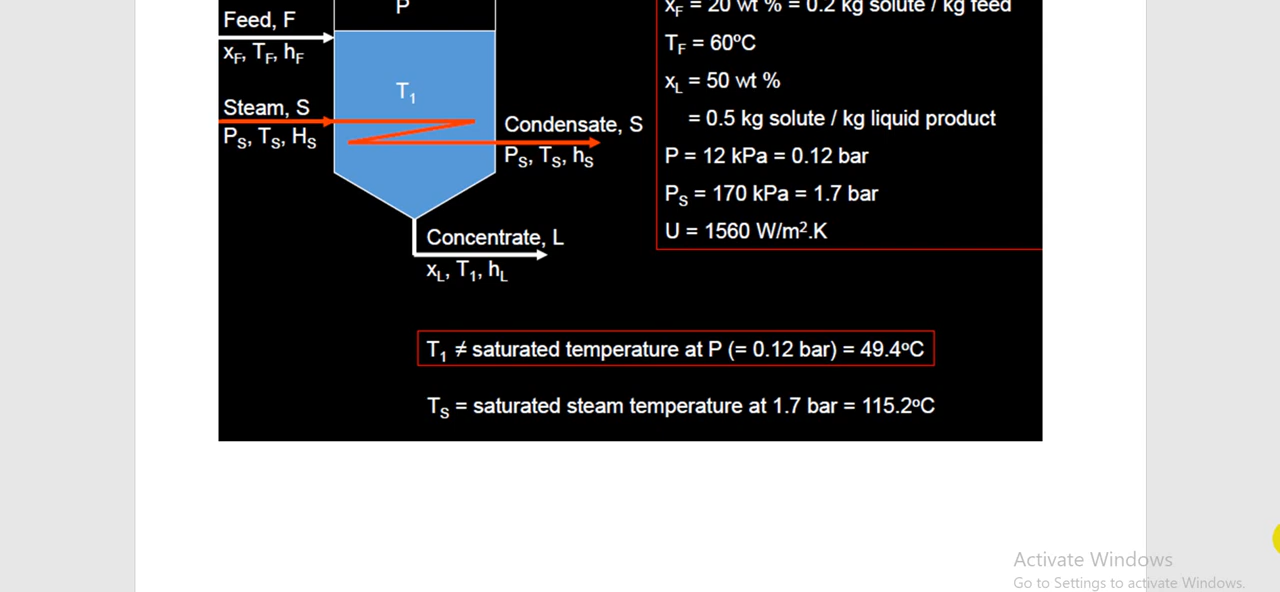 P
Feed, F
xF, TF, hF
T1
Steam, S
PS, TS, HS
Condensate, S
PS, TS, hS
Concentrate, L
xL, T1, hL
xF = 20 wt % = 0.2 kg solute / kg feed
TF = 60ºC
xL = 50 wt %
= 0.5 kg solute / kg liquid product
P = 12 kPa = 0.12 bar
PS = 170 kPa = 1.7 bar
U = 1560 W/m².K
T1 ≠ saturated temperature at P (= 0.12 bar) = 49.4ºC
TS = saturated steam temperature at 1.7 bar = 115.2ºC
Activate Windows
Go to Settings to activate Windows.